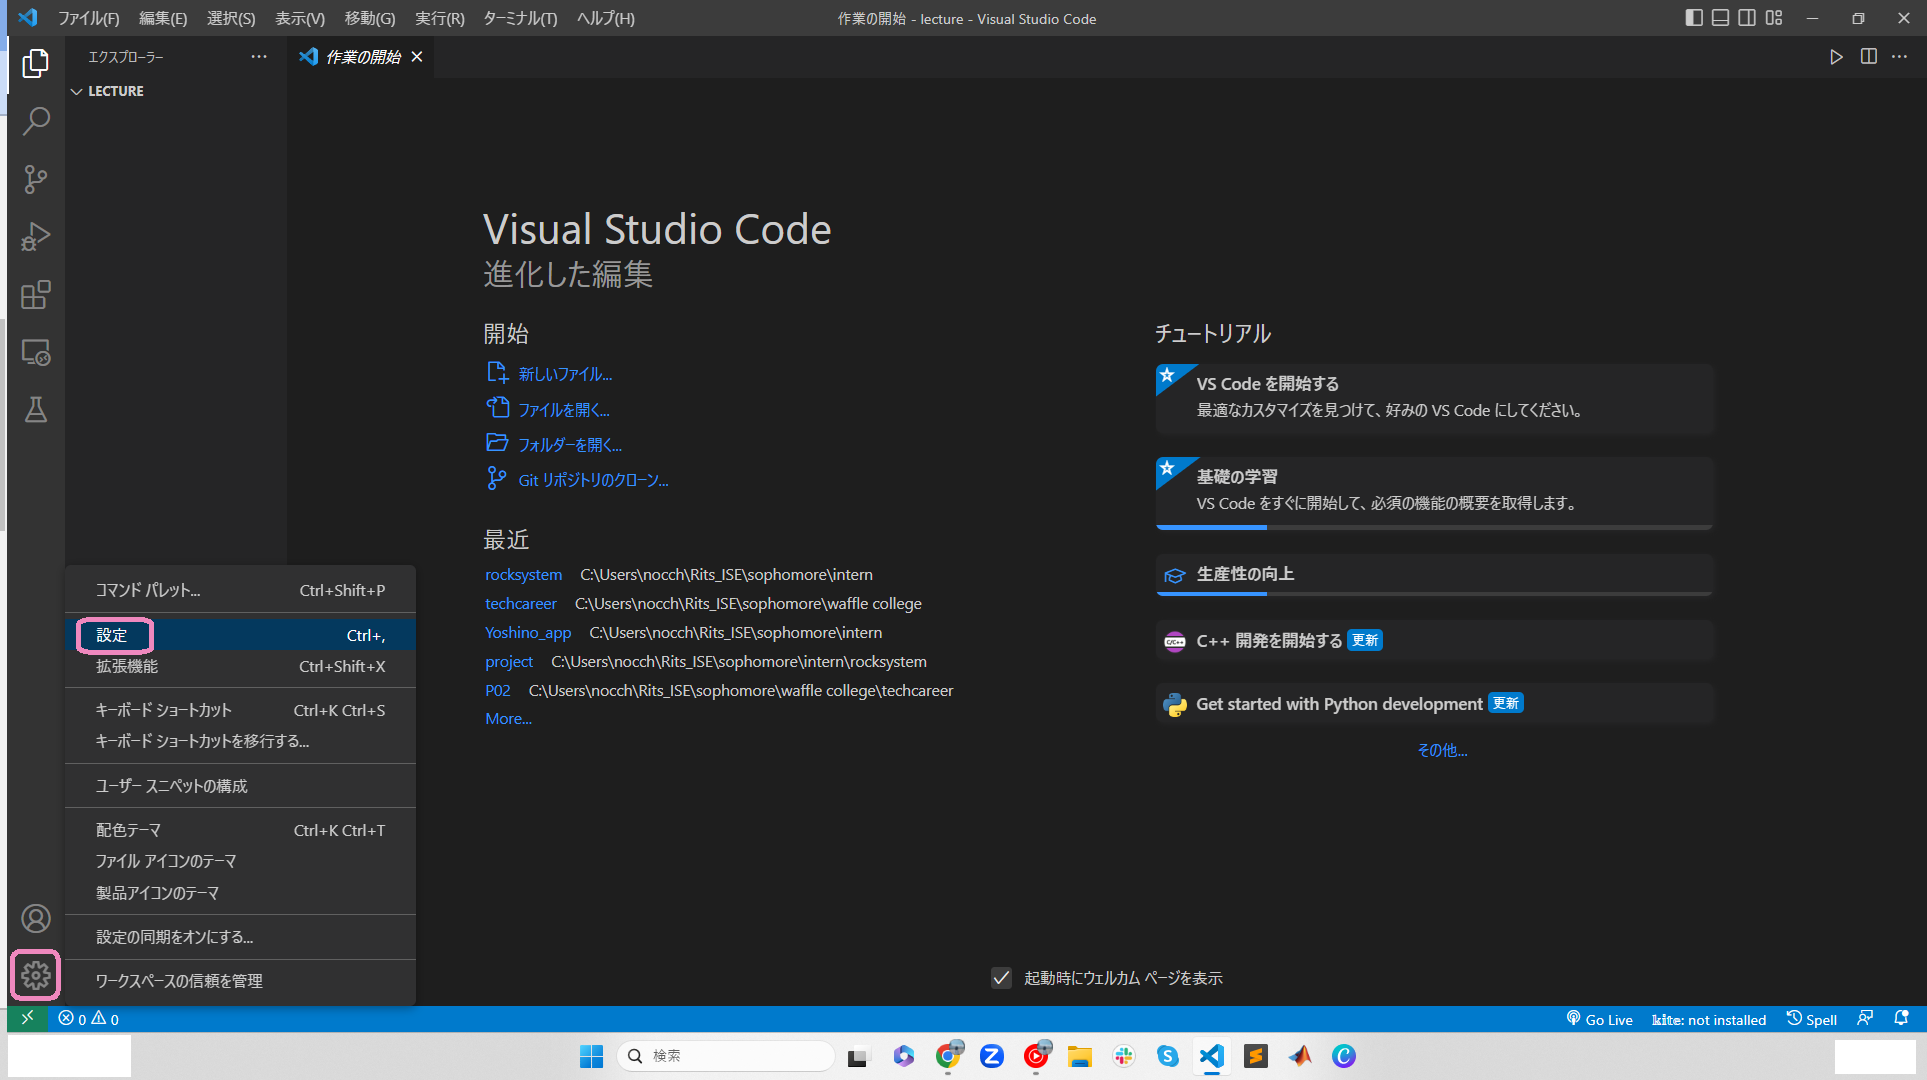 ファイル(F) 編集(E) 選択(S) 表示(V) 移動(G) 実行(R) ターミナル(T) ヘルプ(H)
作業の開始 - lecture - Visual Studio Code
エクスプローラー
作業の開始
LECTURE
Visual Studio Code
進化した編集
開始
新しいファイル...
ファイルを開く...
フォルダーを開く...
Git リポジトリのクローン...
最近
rocksystem C:\Users\nocch\Rits_ISE\sophomore\intern
techcareer C:\Users\nocch\Rits_ISE\sophomore\waffle college
Yoshino_app C:\Users\nocch\Rits_ISE\sophomore\intern
project C:\Users\nocch\Rits_ISE\sophomore\intern\rocksystem
P02 C:\Users\nocch\Rits_ISE\sophomore\waffle college\techcareer
More...
チュートリアル
VS Code を開始する
最適なカスタマイズを見つけて、好みの VS Code にしてください。
基礎の学習
VS Code をすぐに開始して、必須の機能の概要を取得します。
生産性の向上
C/C++ C++ 開発を開始する 更新
Get started with Python development 更新
その他...
コマンド パレット... Ctrl+Shift+P
設定 Ctrl+,
拡張機能 Ctrl+Shift+X
キーボード ショートカット Ctrl+K Ctrl+S
キーボード ショートカットを移行する...
ユーザー スニペットの構成
配色テーマ Ctrl+K Ctrl+T
ファイル アイコンのテーマ
製品アイコンのテーマ
設定の同期をオンにする...
ワークスペースの信頼を管理
起動時にウェルカム ページを表示
0 0
Go Live kite: not installed Spell
検索